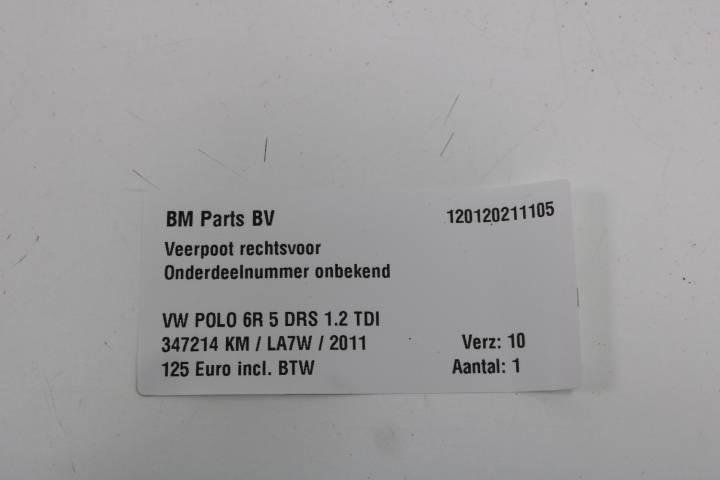 BM Parts BV 120120211105
Veerpoot rechtsvoor
Onderdeelnummer onbekend
VW POLO 6R 5 DRS 1.2 TDI
347214 KM / LA7W / 2011 Verz: 10
125 Euro incl. BTW Aantal: 1